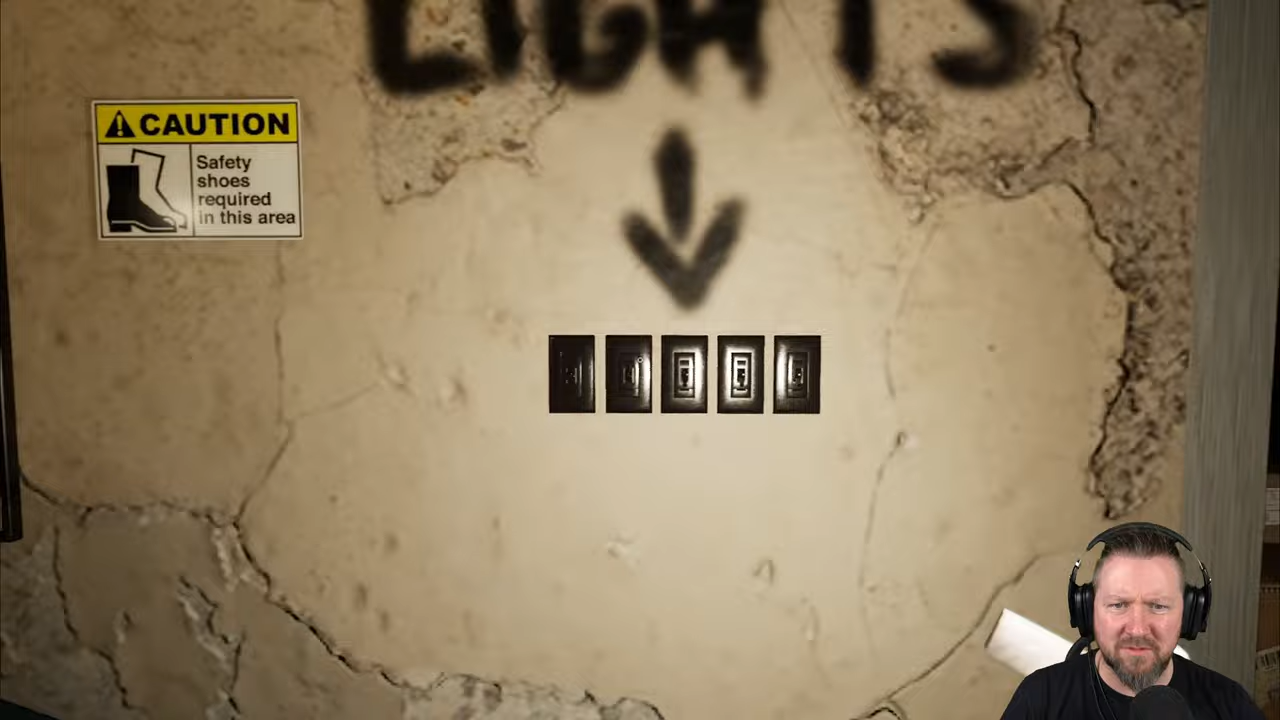 LIGHTS
CAUTION
Safety
shoes
required
in this area